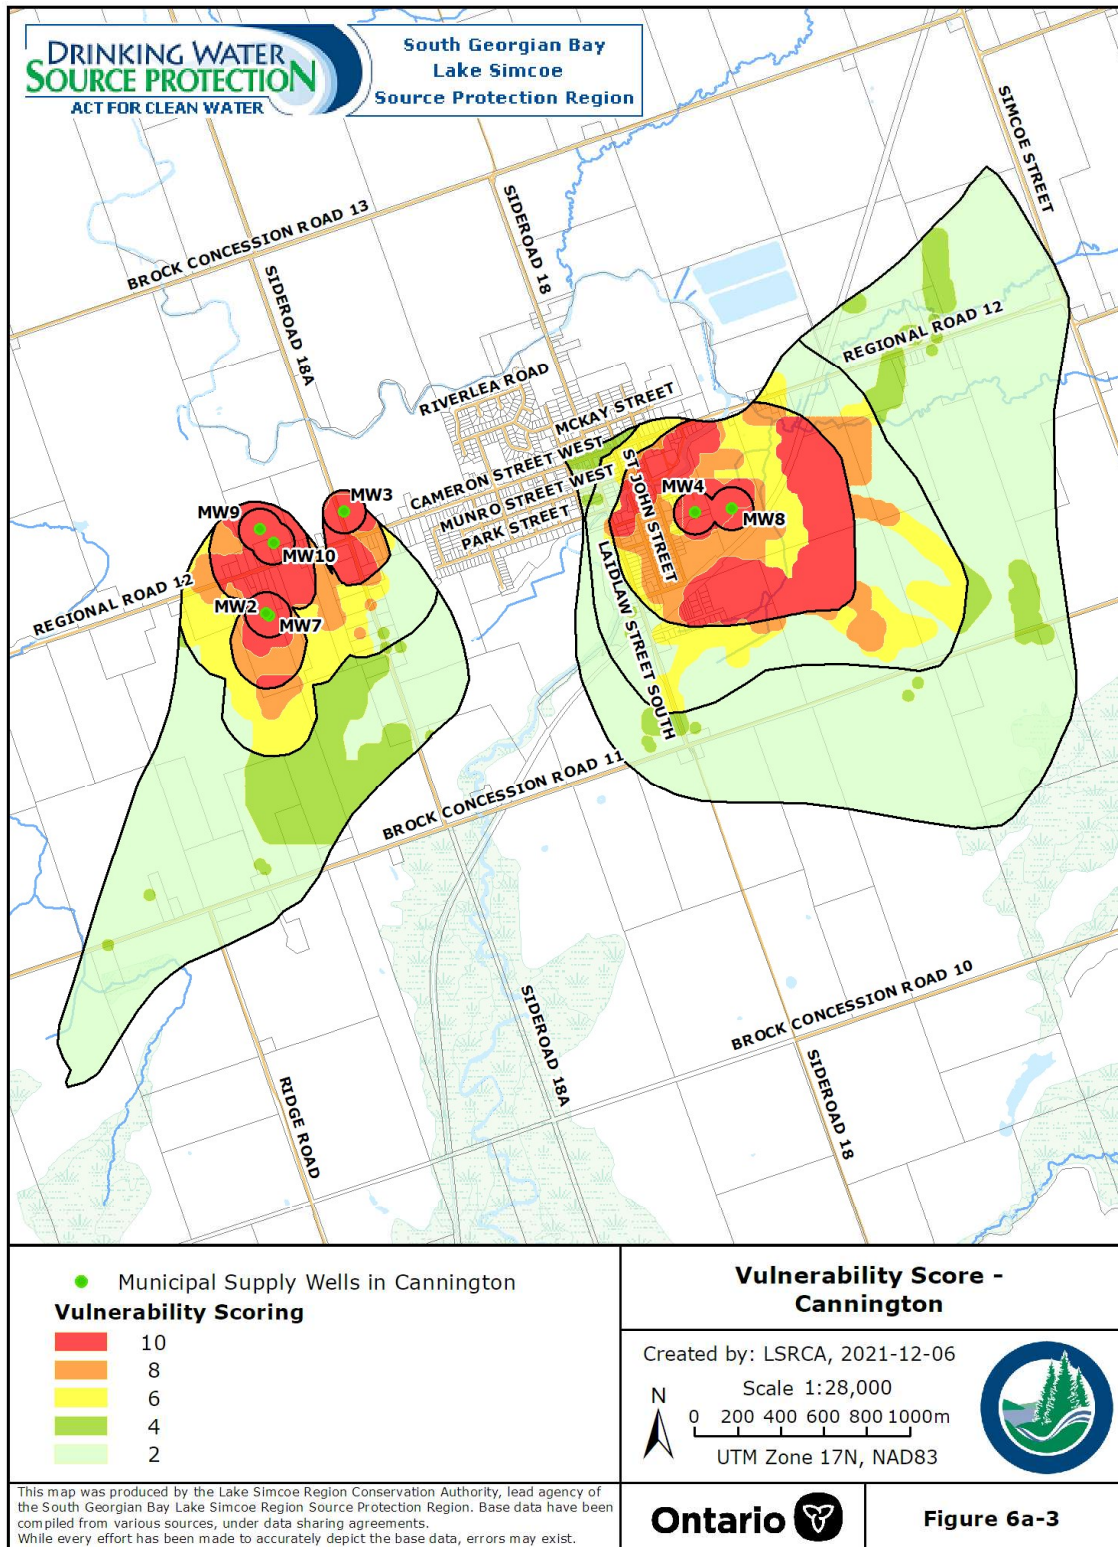 DRINKING WATER
SOURCE PROTECTION
ACT FOR CLEAN WATER
South Georgian Bay
Lake Simcoe
Source Protection Region
SIMCOE STREET
BROCK CONCESSION ROAD 13
SIDEROAD 18
SIDEROAD 18A
REGIONAL ROAD 12
RIVERLEA ROAD
MCKAY STREET
CAMERON STREET WEST
MUNRO STREET WEST
PARK STREET
ST JOHN STREET
LAIDLAW STREET SOUTH
MW4
MW8
MW3
MW9
MW10
REGIONAL ROAD 12
MW2
MW7
BROCK CONCESSION ROAD 11
BROCK CONCESSION ROAD 10
SIDEROAD 18A
SIDEROAD 18
RIDGE ROAD
Municipal Supply Wells in Cannington
Vulnerability Scoring
10
8
6
4
2
Vulnerability Score -
Cannington
Created by: LSRCA, 2021-12-06
Scale 1:28,000
N
0 200 400 600 800 1000m
UTM Zone 17N, NAD83
This map was produced by the Lake Simcoe Region Conservation Authority, lead agency of
the South Georgian Bay Lake Simcoe Region Source Protection Region. Base data have been
compiled from various sources, under data sharing agreements.
While every effort has been made to accurately depict the base data, errors may exist.
Ontario
Figure 6a-3